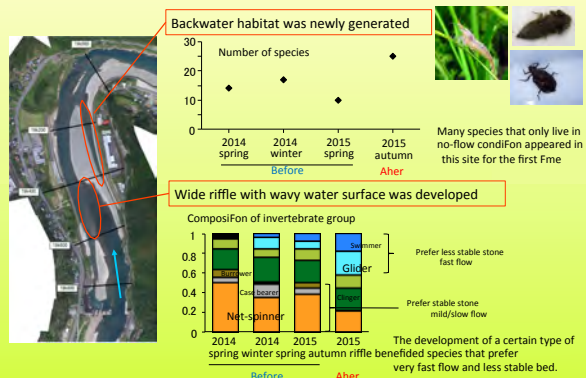 Backwater habitat was newly generated
Number of species
30
20
10
0
2014 2014 2015 2015
spring winter spring autumn
Before Aher
Many species that only live in
no-flow condiFon appeared in
this site for the first Fme
Wide riffle with wavy water surface was developed
ComposiFon of invertebrate group
1
0.8
0.6
0.4
0.2
0
Swimmer
Glider
Burrower
Case bearer
Clinger
Net-spinner
Prefer less stable stone
fast flow
Prefer stable stone
mild/slow flow
2014 2014 2015 2015
spring winter spring autumn
Before Aher
The development of a certain type of
riffle benefided species that prefer
very fast flow and less stable bed.